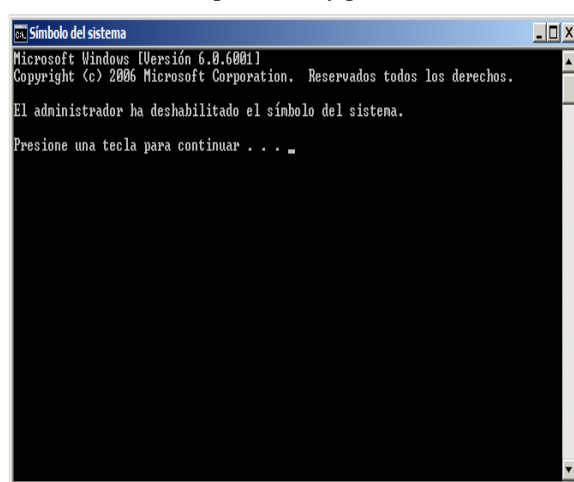 Símbolo del sistema
Microsoft Windows [Versión 6.0.6001]
Copyright (c) 2006 Microsoft Corporation. Reservados todos los derechos.
El administrador ha deshabilitado el símbolo del sistema.
Presione una tecla para continuar . . . _